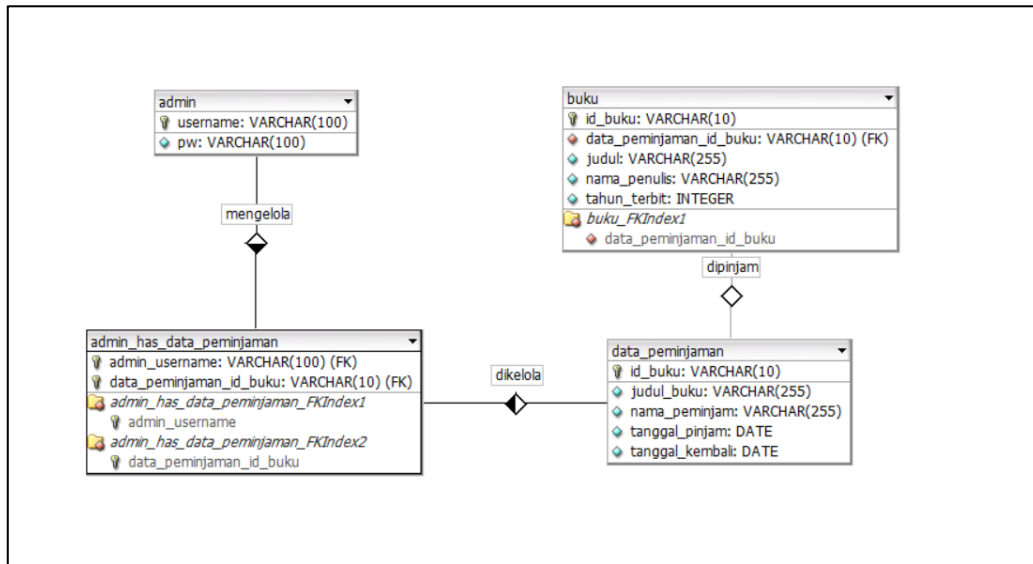 admin
username: VARCHAR(100)
pw: VARCHAR(100)
mengelola
buku
id_buku: VARCHAR(10)
data_peminjaman_id_buku: VARCHAR(10) (FK)
judul: VARCHAR(255)
nama_penulis: VARCHAR(255)
tahun_terbit: INTEGER
buku_FKIndex1
data_peminjaman_id_buku
dipinjam
admin_has_data_peminjaman
admin_username: VARCHAR(100) (FK)
data_peminjaman_id_buku: VARCHAR(10) (FK)
admin_has_data_peminjaman_FKIndex1
admin_username
admin_has_data_peminjaman_FKIndex2
data_peminjaman_id_buku
dikelola
data_peminjaman
id_buku: VARCHAR(10)
judul_buku: VARCHAR(255)
nama_peminjam: VARCHAR(255)
tanggal_pinjam: DATE
tanggal_kembali: DATE